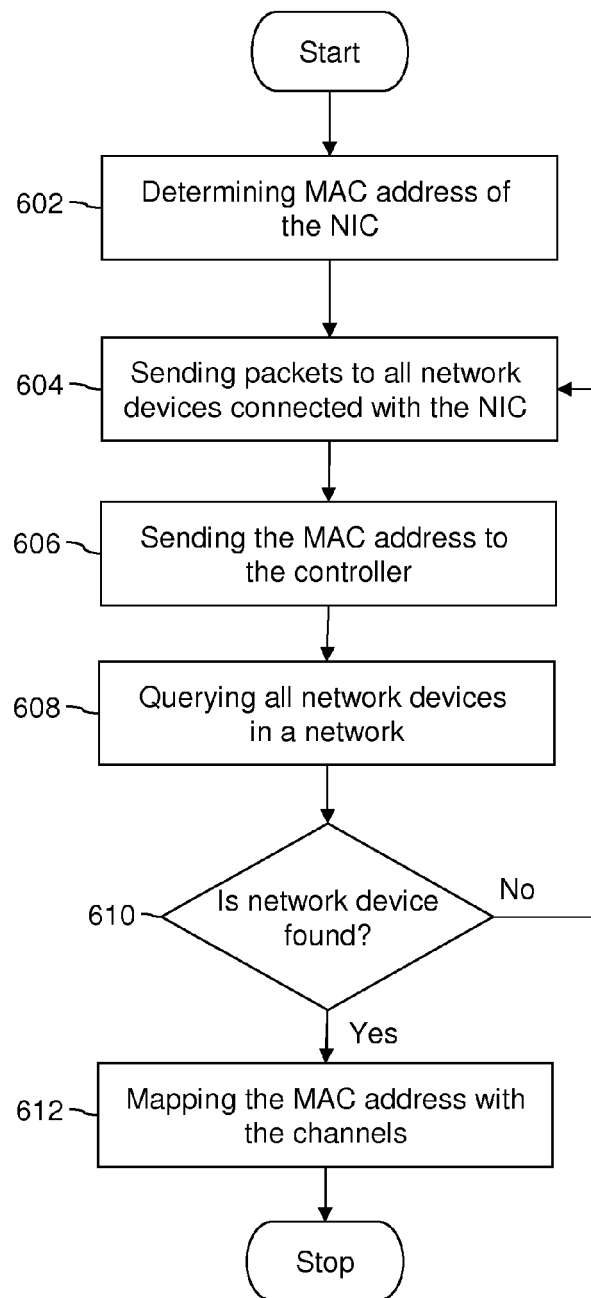 Start
602
Determining MAC address of
the NIC
604
Sending packets to all network
devices connected with the NIC
606
Sending the MAC address to
the controller
608
Querying all network devices
in a network
610
Is network device
found?
No
Yes
612
Mapping the MAC address with
the channels
Stop